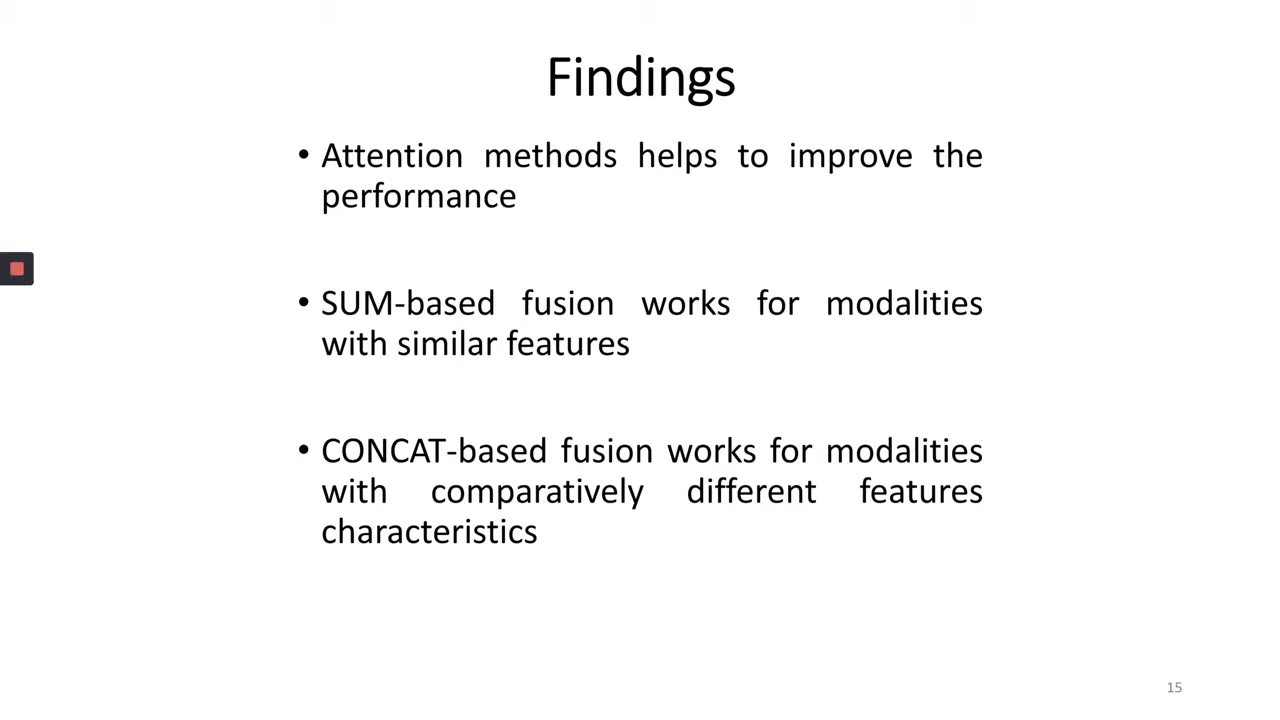 Findings
• Attention methods helps to improve the
performance
• SUM-based fusion works for modalities
with similar features
• CONCAT-based fusion works for modalities
with comparatively different features
characteristics
15